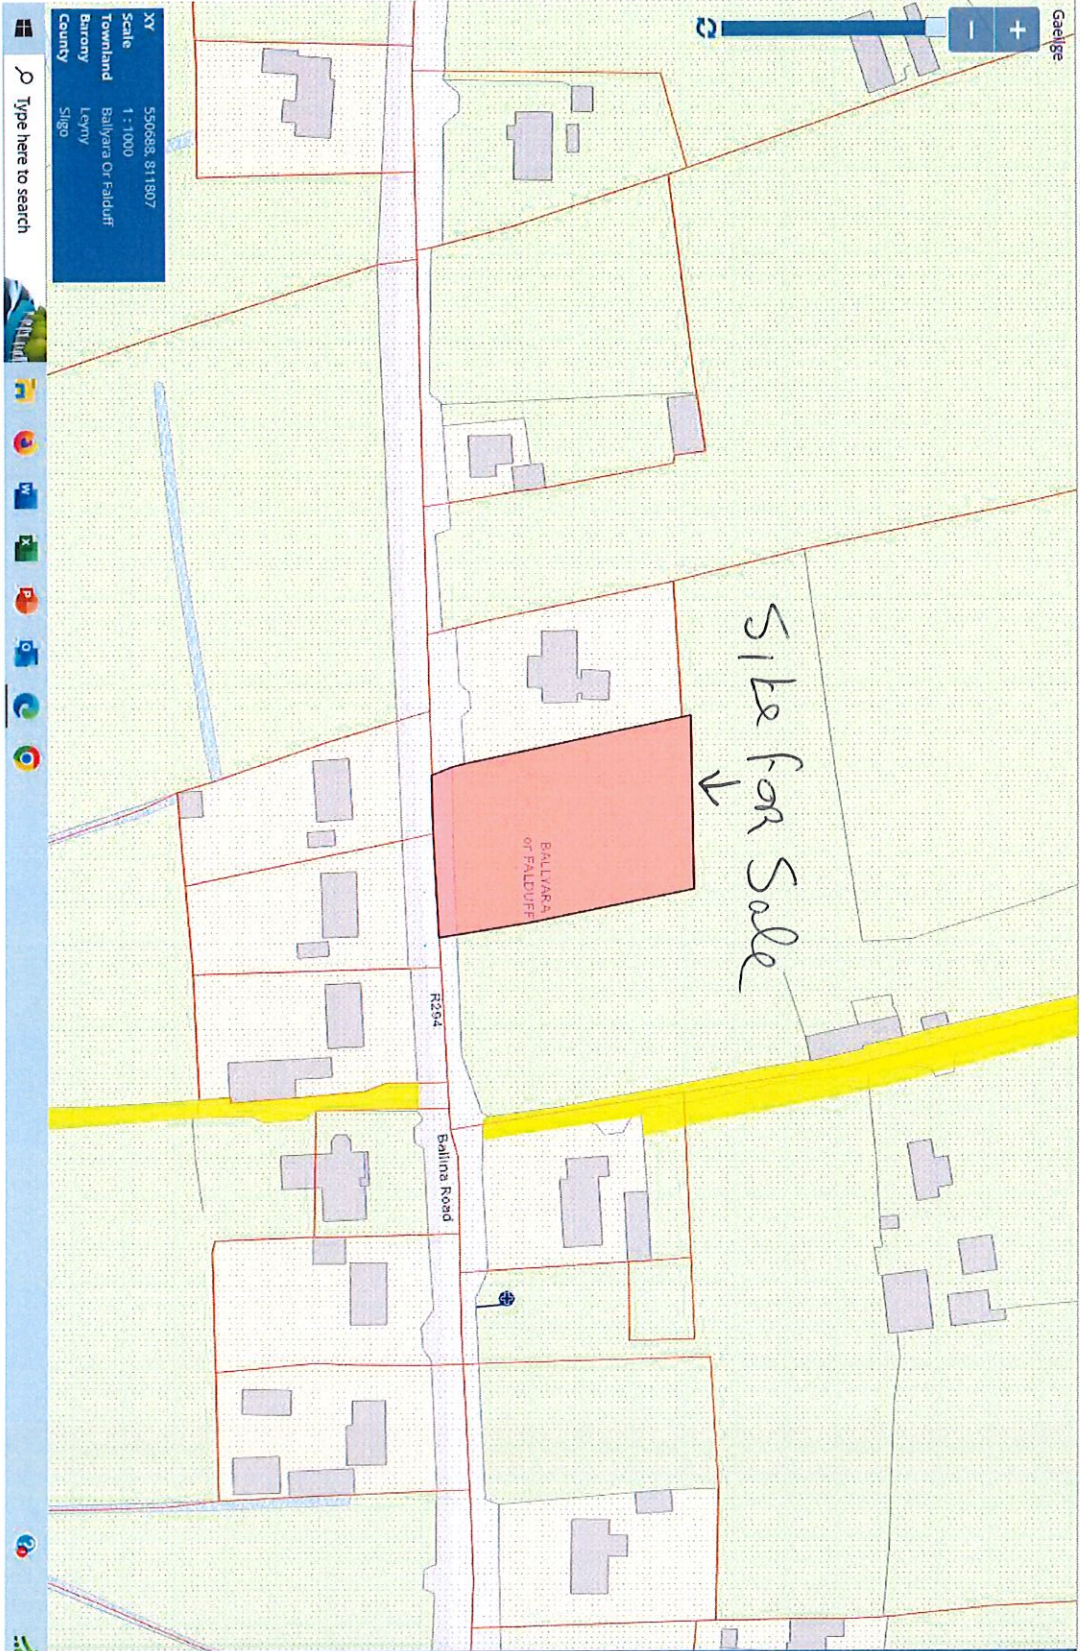 Gaeilge
+
−
Site For Sale
BALLYARA
or FALDUFF
R294
Ballina Road
XY 550688, 811807
Scale 1 : 1000
Townland Ballyara Or Falduff
Barony Leyny
County Sligo
Type here to search